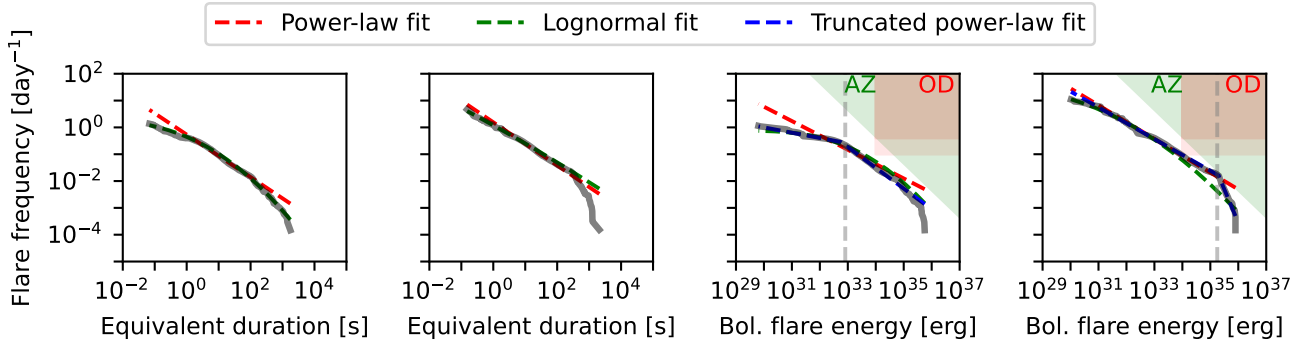 Power-law fit Lognormal fit Truncated power-law fit
Flare frequency [day⁻¹]
10² 10⁰ 10⁻² 10⁻⁴
AZ OD AZ OD
10⁻² 10⁰ 10² 10⁴ 10⁻² 10⁰ 10² 10⁴ 10²⁹ 10³¹ 10³³ 10³⁵ 10³⁷ 10²⁹ 10³¹ 10³³ 10³⁵ 10³⁷
Equivalent duration [s] Equivalent duration [s] Bol. flare energy [erg] Bol. flare energy [erg]